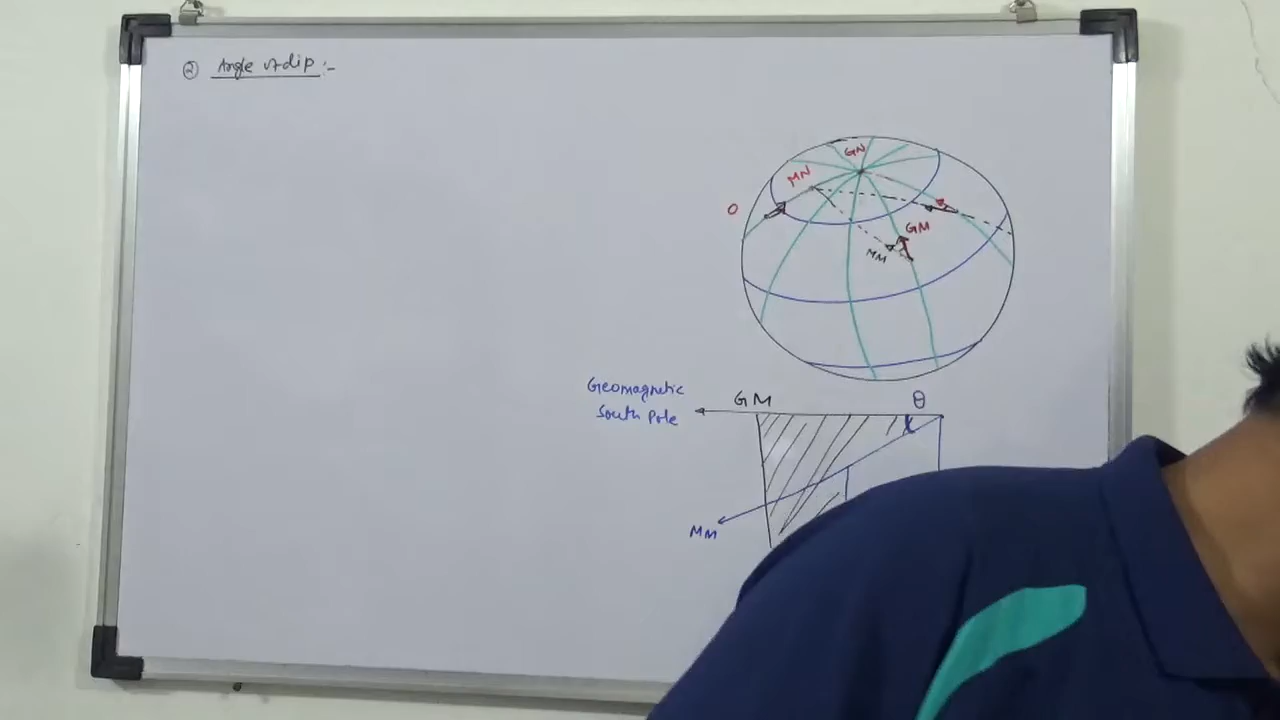 ② Angle of dip :-
GN
MN
O
GM
MM
Geomagnetic
South Pole
GM
θ
MM